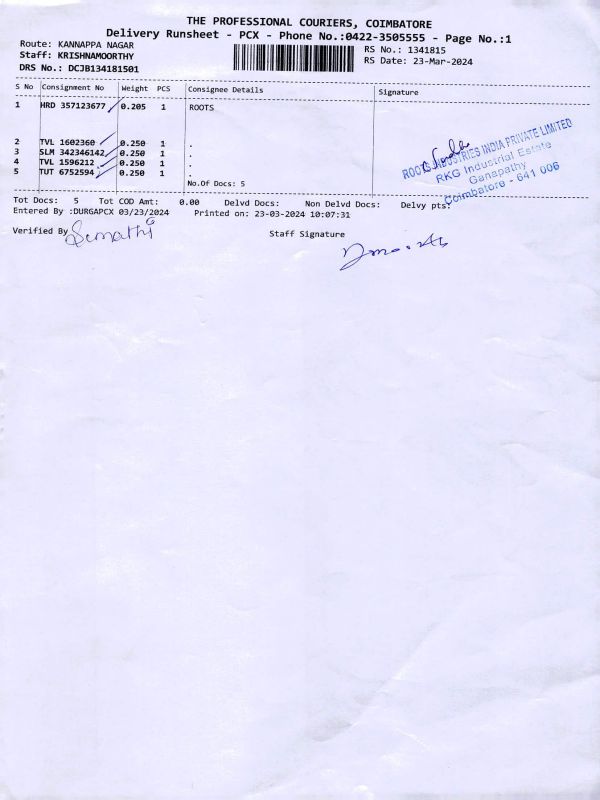 THE PROFESSIONAL COURIERS, COIMBATORE
Delivery Runsheet - PCX - Phone No.:0422-3505555 - Page No.:1
Route: KANNAPPA NAGAR
RS No.: 1341815
Staff: KRISHNAMOORTHY
RS Date: 23-Mar-2024
DRS No.: DCJB134181501
S No Consignment No Weight PCS Consignee Details Signature
1 HRD 357123677 0.205 1 ROOTS
2 TVL 1602360 0.250 1 .
3 SLM 342346142 0.250 1 .
4 TVL 1596212 0.250 1 .
5 TUT 6752594 0.250 1 .
No.Of Docs: 5
ROOTS INDUSTRIES INDIA PRIVATE LIMITED
RKG Industrial Estate
Ganapathy
Coimbatore - 641 006
Tot Docs: 5 Tot COD Amt: 0.00 Delvd Docs: Non Delvd Docs: Delvy pts:
Entered By :DURGAPCX 03/23/2024 Printed on: 23-03-2024 10:07:31
Verified By Staff Signature